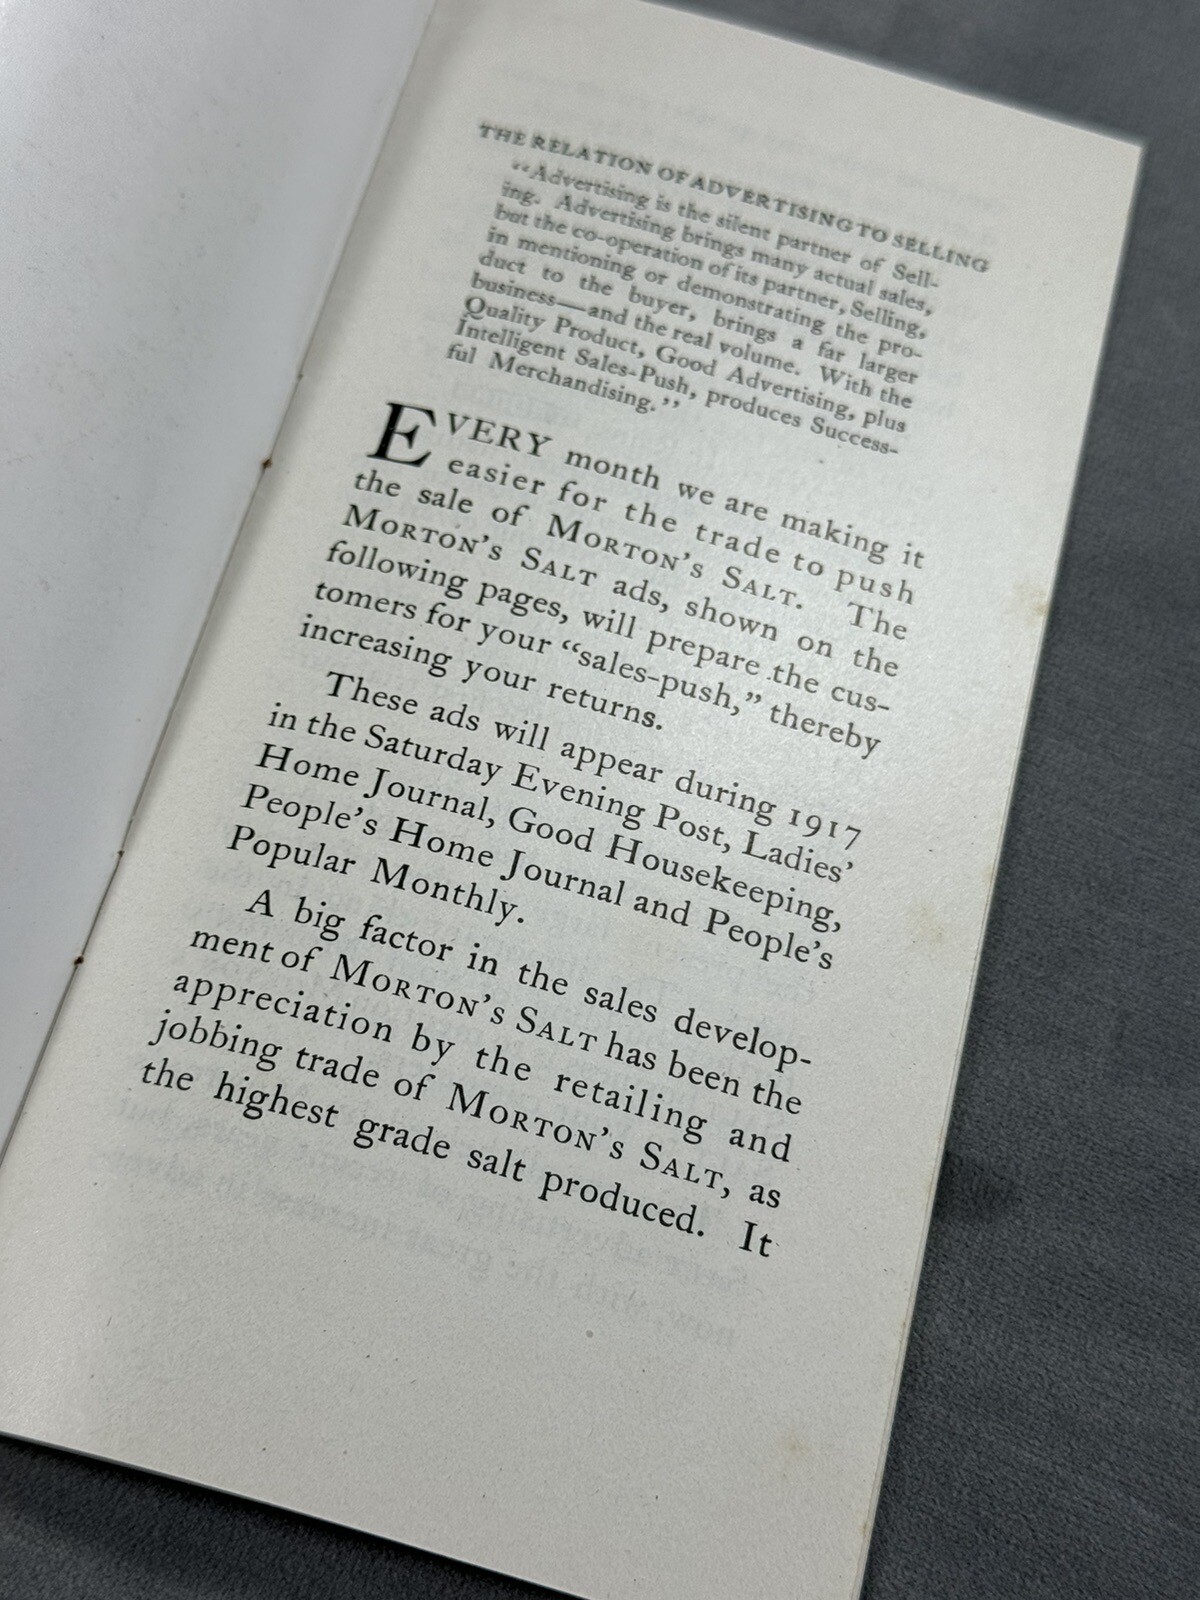 THE RELATION OF ADVERTISING TO SELLING
“Advertising is the silent partner of Sell-
ing. Advertising brings many actual sales,
but the co-operation of its partner, Selling,
in mentioning or demonstrating the pro-
duct to the buyer, brings a far larger
business—and the real volume. With the
Quality Product, Good Advertising, plus
Intelligent Sales-Push, produces Success-
ful Merchandising.”
EVERY month we are making it
easier for the trade to push
the sale of MORTON’S SALT. The
MORTON’S SALT ads, shown on the
following pages, will prepare the cus-
tomers for your “sales-push,” thereby
increasing your returns.
These ads will appear during 1917
in the Saturday Evening Post, Ladies’
Home Journal, Good Housekeeping,
People’s Home Journal and People’s
Popular Monthly.
A big factor in the sales develop-
ment of MORTON’S SALT has been the
appreciation by the retailing and
jobbing trade of MORTON’S SALT, as
the highest grade salt produced. It